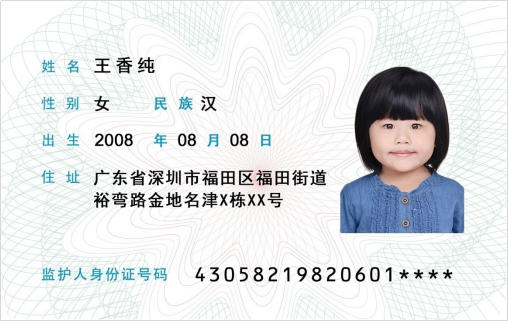 姓名 王香纯
性别 女 民族 汉
出生 2008 年 08 月 08 日
住址 广东省深圳市福田区福田街道
裕弯路金地名津X栋XX号
监护人身份证号码 43058219820601****